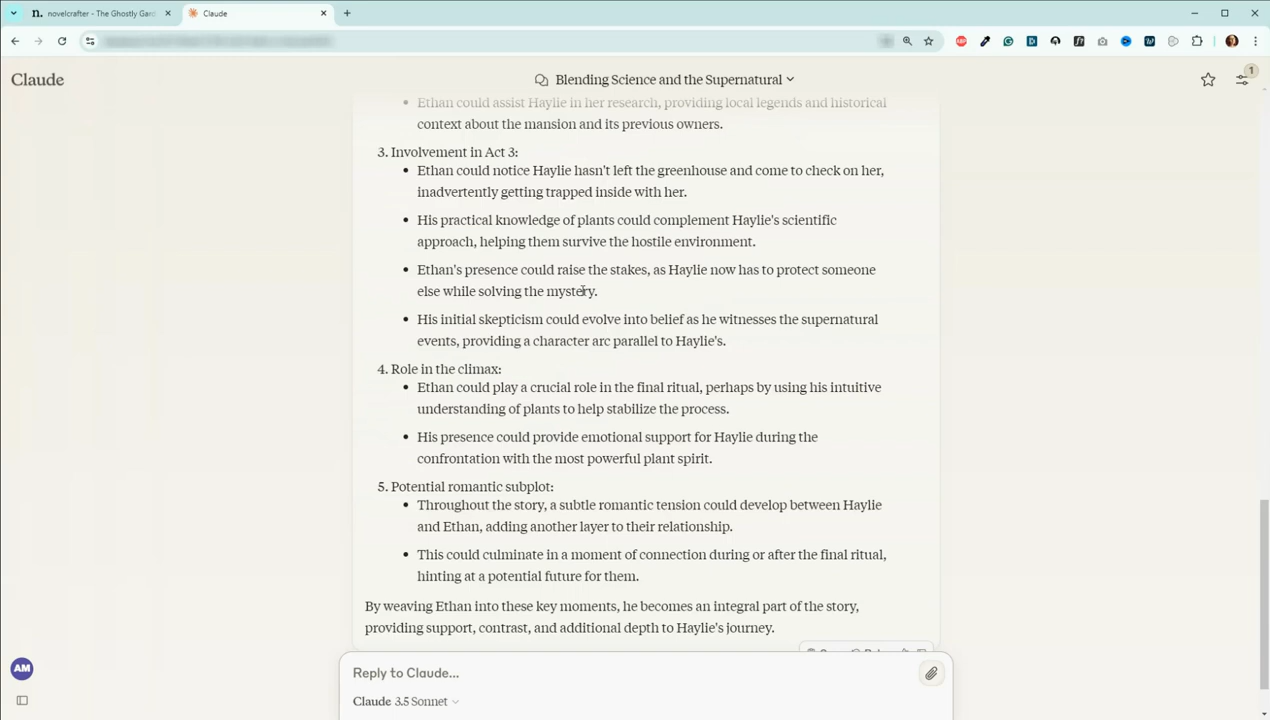 novelcrafter - The Ghostly Gard
Claude
Claude
Blending Science and the Supernatural
1
Ethan could assist Haylie in her research, providing local legends and historical
context about the mansion and its previous owners.
3. Involvement in Act 3:
Ethan could notice Haylie hasn't left the greenhouse and come to check on her,
inadvertently getting trapped inside with her.
His practical knowledge of plants could complement Haylie's scientific
approach, helping them survive the hostile environment.
Ethan's presence could raise the stakes, as Haylie now has to protect someone
else while solving the mystery.
His initial skepticism could evolve into belief as he witnesses the supernatural
events, providing a character arc parallel to Haylie's.
4. Role in the climax:
Ethan could play a crucial role in the final ritual, perhaps by using his intuitive
understanding of plants to help stabilize the process.
His presence could provide emotional support for Haylie during the
confrontation with the most powerful plant spirit.
5. Potential romantic subplot:
Throughout the story, a subtle romantic tension could develop between Haylie
and Ethan, adding another layer to their relationship.
This could culminate in a moment of connection during or after the final ritual,
hinting at a potential future for them.
By weaving Ethan into these key moments, he becomes an integral part of the story,
providing support, contrast, and additional depth to Haylie's journey.
Reply to Claude...
AM
Claude 3.5 Sonnet